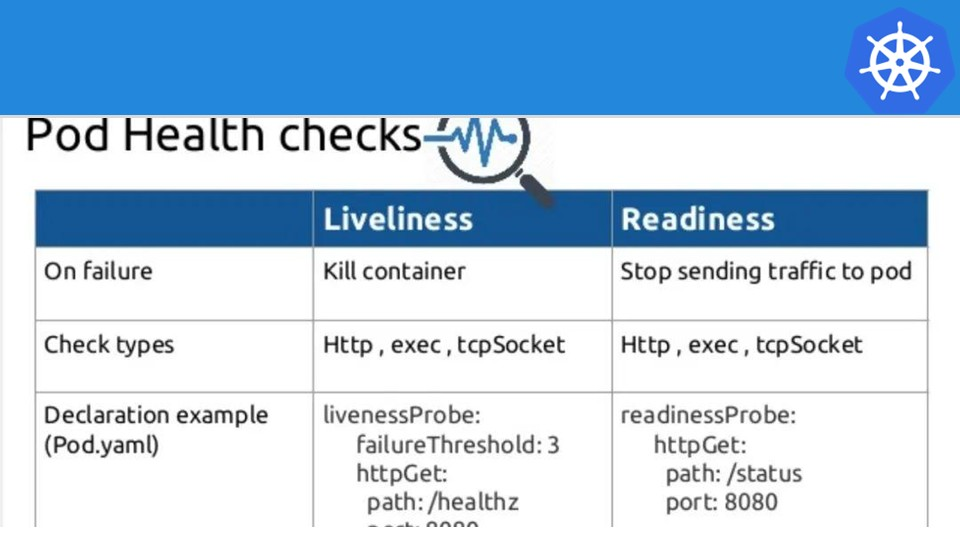 Pod Health checks
Liveliness Readiness
On failure Kill container Stop sending traffic to pod
Check types Http , exec , tcpSocket Http , exec , tcpSocket
Declaration example livenessProbe: readinessProbe:
(Pod.yaml) failureThreshold: 3 httpGet:
httpGet: path: /status
path: /healthz port: 8080
port: 8080